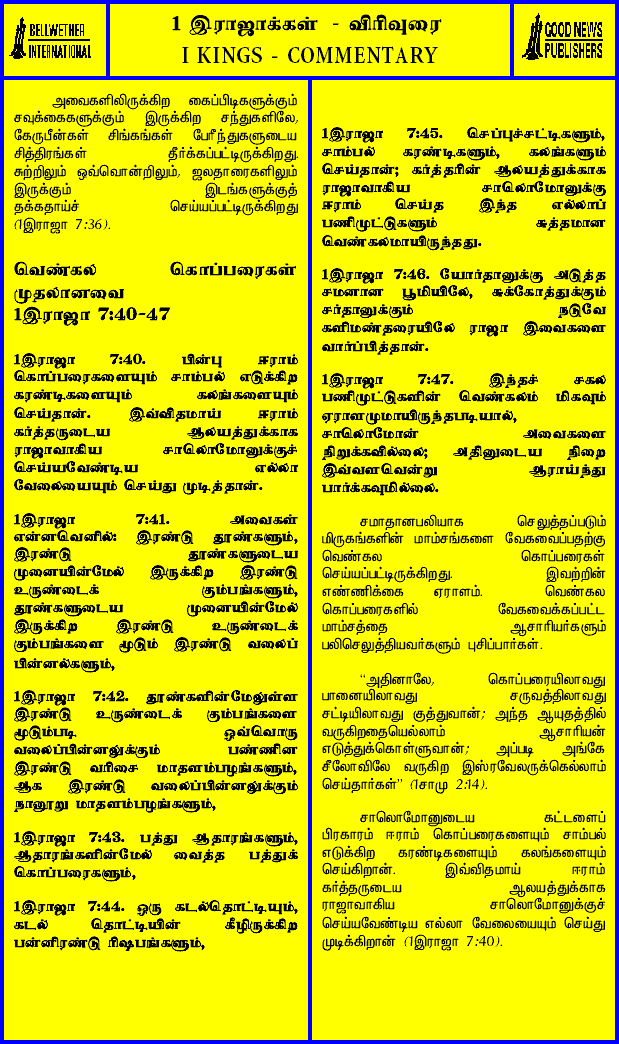 BELLWETHER
INTERNATIONAL
1 இராஜாக்கள் - விரிவுரை
I KINGS - COMMENTARY
GOOD NEWS
PUBLISHERS
அவைகளிலிருக்கிற கைப்பிடிகளுக்கும்
சவுக்கைகளுக்கும் இருக்கிற சந்துகளிலே,
கேருபீன்கள் சிங்கங்கள் பேரீந்துகளுடைய
சித்திரங்கள் தீர்க்கப்பட்டிருக்கிறது.
சுற்றிலும் ஒவ்வொன்றிலும், ஜலதாரைகளிலும்
இருக்கும் இடங்களுக்குத்
தக்கதாய்ச் செய்யப்பட்டிருக்கிறது
(1இராஜா 7:36).
வெண்கல கொப்பரைகள்
முதலானவை
1இராஜா 7:40-47
1இராஜா 7:40. பின்பு ஈராம்
கொப்பரைகளையும் சாம்பல் எடுக்கிற
கரண்டிகளையும் கலங்களையும்
செய்தான். இவ்விதமாய் ஈராம்
கர்த்தருடைய ஆலயத்துக்காக
ராஜாவாகிய சாலொமோனுக்குச்
செய்யவேண்டிய எல்லா
வேலையையும் செய்து முடித்தான்.
1இராஜா 7:41. அவைகள்
என்னவெனில்: இரண்டு தூண்களும்,
இரண்டு தூண்களுடைய
முனையின்மேல் இருக்கிற இரண்டு
உருண்டைக் கும்பங்களும்,
தூண்களுடைய முனையின்மேல்
இருக்கிற இரண்டு உருண்டைக்
கும்பங்களை மூடும் இரண்டு வலைப்
பின்னல்களும்,
1இராஜா 7:42. தூண்களின்மேலுள்ள
இரண்டு உருண்டைக் கும்பங்களை
மூடும்படி ஒவ்வொரு
வலைப்பின்னலுக்கும் பண்ணின
இரண்டு வரிசை மாதளம்பழங்களும்,
ஆக இரண்டு வலைப்பின்னலுக்கும்
நானூறு மாதளம்பழங்களும்,
1இராஜா 7:43. பத்து ஆதாரங்களும்,
ஆதாரங்களின்மேல் வைத்த பத்துக்
கொப்பரைகளும்,
1இராஜா 7:44. ஒரு கடல்தொட்டியும்,
கடல் தொட்டியின் கீழிருக்கிற
பன்னிரண்டு ரிஷபங்களும்,
1இராஜா 7:45. செப்புச்சட்டிகளும்,
சாம்பல் கரண்டிகளும், கலங்களும்
செய்தான்; கர்த்தரின் ஆலயத்துக்காக
ராஜாவாகிய சாலொமோனுக்கு
ஈராம் செய்த இந்த எல்லாப்
பணிமுட்டுகளும் சுத்தமான
வெண்கலமாயிருந்தது.
1இராஜா 7:46. யோர்தானுக்கு அடுத்த
சமனான பூமியிலே, சுக்கோத்துக்கும்
சர்தானுக்கும் நடுவே
களிமண்தரையிலே ராஜா இவைகளை
வார்ப்பித்தான்.
1இராஜா 7:47. இந்தச் சகல
பணிமுட்டுகளின் வெண்கலம் மிகவும்
ஏராளமுமாயிருந்தபடியால்,
சாலொமோன் அவைகளை
நிறுக்கவில்லை; அதினுடைய நிறை
இவ்வளவென்று ஆராய்ந்து
பார்க்கவுமில்லை.
சமாதானபலியாக செலுத்தப்படும்
மிருகங்களின் மாம்சங்களை வேகவைப்பதற்கு
வெண்கல கொப்பரைகள்
செய்யப்பட்டிருக்கிறது. இவற்றின்
எண்ணிக்கை ஏராளம். வெண்கல
கொப்பரைகளில் வேகவைக்கப்பட்ட
மாம்சத்தை ஆசாரியர்களும்
பலிசெலுத்தியவர்களும் புசிப்பார்கள்.
“அதினாலே, கொப்பரையிலாவது
பானையிலாவது சருவத்திலாவது
சட்டியிலாவது குத்துவான்; அந்த ஆயுதத்தில்
வருகிறதையெல்லாம் ஆசாரியன்
எடுத்துக்கொள்ளுவான்; அப்படி அங்கே
சீலோவிலே வருகிற இஸ்ரவேலருக்கெல்லாம்
செய்தார்கள்” (1சாமு 2:14).
சாலொமோனுடைய கட்டளைப்
பிரகாரம் ஈராம் கொப்பரைகளையும் சாம்பல்
எடுக்கிற கரண்டிகளையும் கலங்களையும்
செய்கிறான். இவ்விதமாய் ஈராம்
கர்த்தருடைய ஆலயத்துக்காக
ராஜாவாகிய சாலொமோனுக்குச்
செய்யவேண்டிய எல்லா வேலையையும் செய்து
முடிக்கிறான் (1இராஜா 7:40).